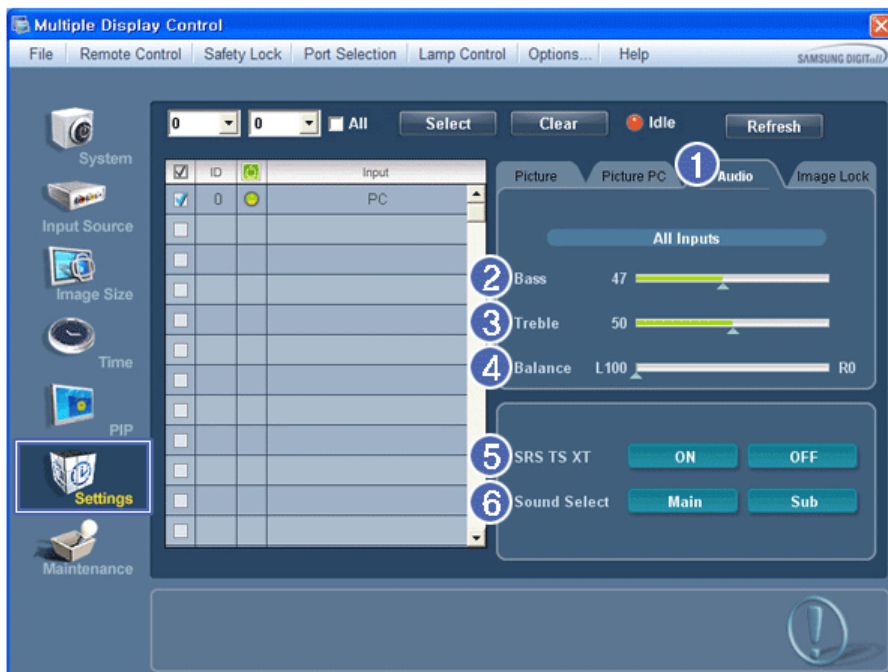 Multiple Display Control
File Remote Control Safety Lock Port Selection Lamp Control Options... Help SAMSUNG DIGITall
0 0 All Select Clear Idle Refresh
System
Input Source
Image Size
Time
PIP
Settings
Maintenance
ID Input
0 PC
Picture Picture PC 1 Audio Image Lock
All Inputs
2 Bass 47
3 Treble 50
4 Balance L100 R0
5 SRS TS XT ON OFF
6 Sound Select Main Sub